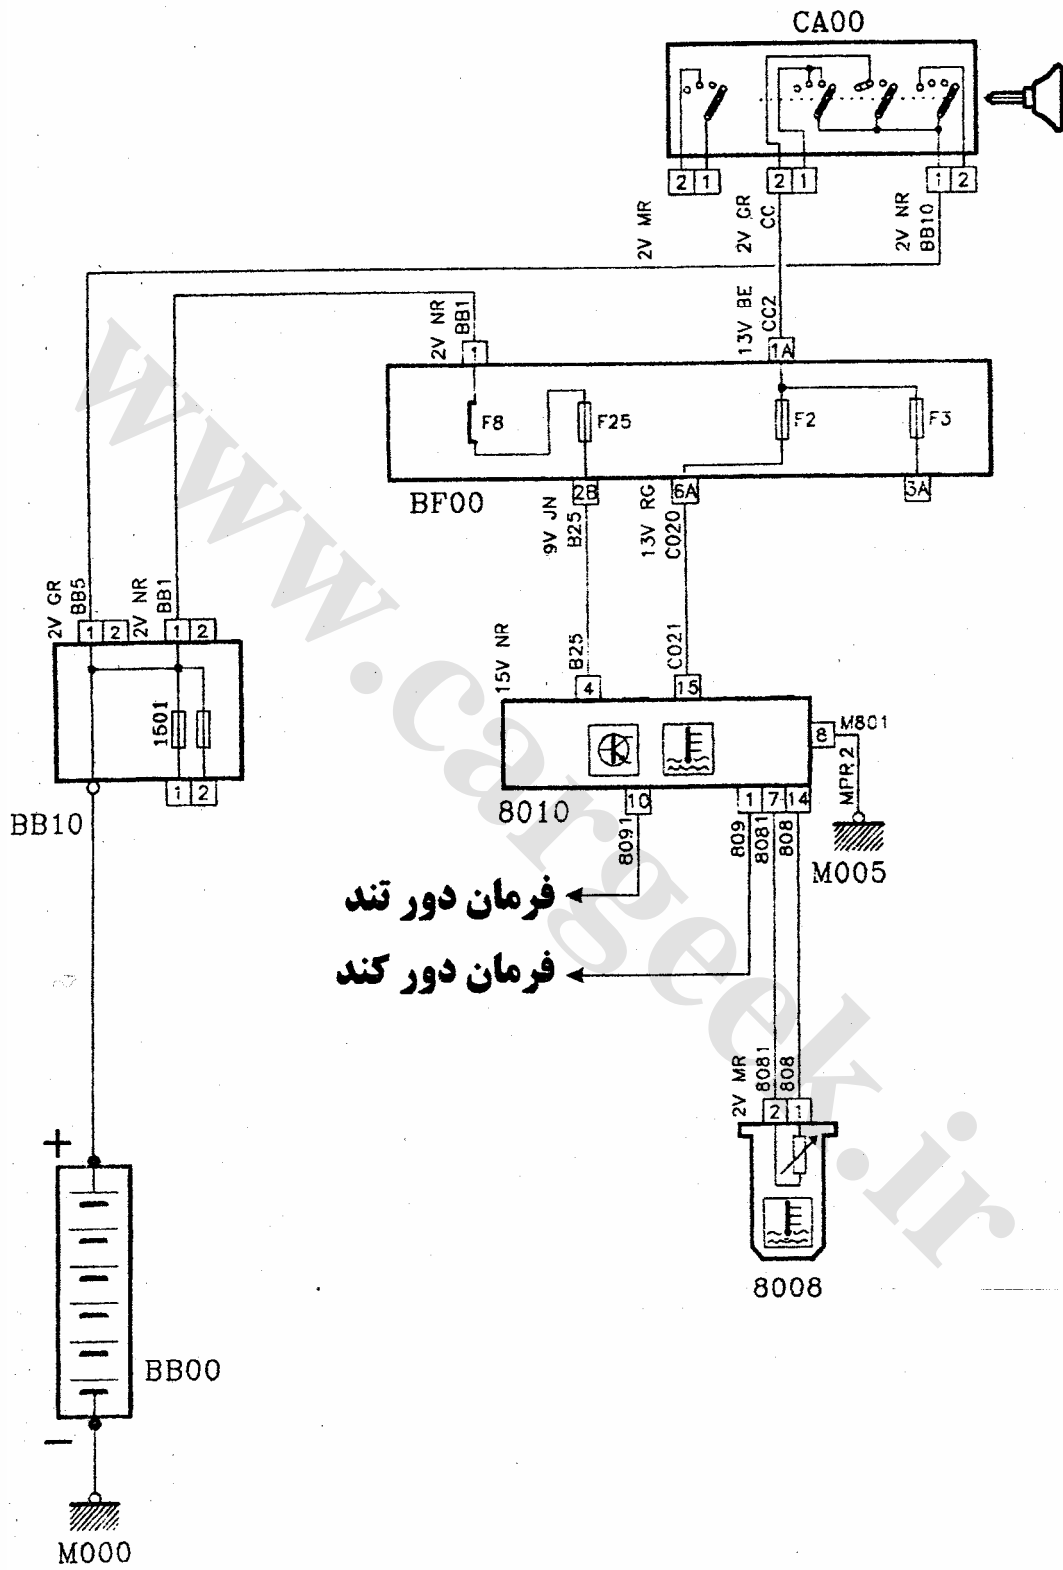 CA00
2 1
2 1
1 2
2V MR
2V GR
CC
2V NR
BB10
2V NR
BB1
13V BE
CC2
1
1A
F8
F25
F2
F3
BF00
2B
6A
3A
9V JN
B25
13V RG
C020
2V GR
BB5
2V NR
BB1
1 2
1 2
15V NR
B25
C021
4
15
1501
8
M801
MPR.2
1 2
BB10
8010
10
1 7 14
8091
809
8081
808
M005
فرمان دور تند
فرمان دور کند
2V MR
8081
808
2 1
8008
+
BB00
−
M000
www.cargeek.ir